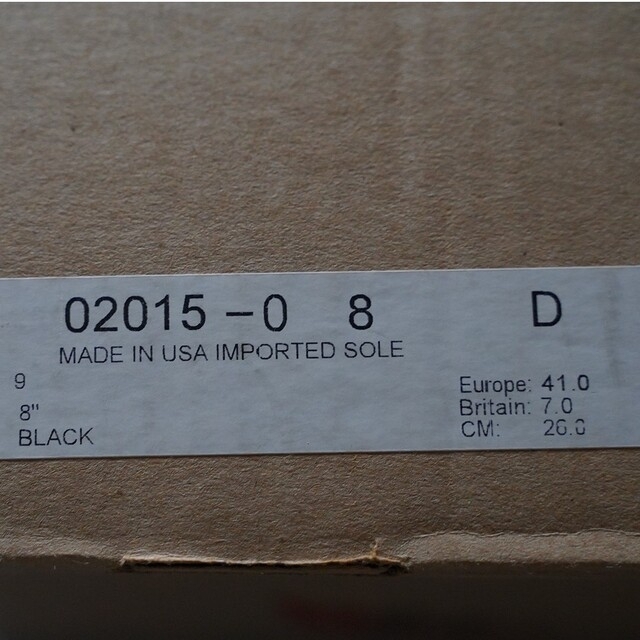 02015-0 8 D
MADE IN USA IMPORTED SOLE
9
8"
BLACK
Europe: 41.0
Britain: 7.0
CM: 26.0